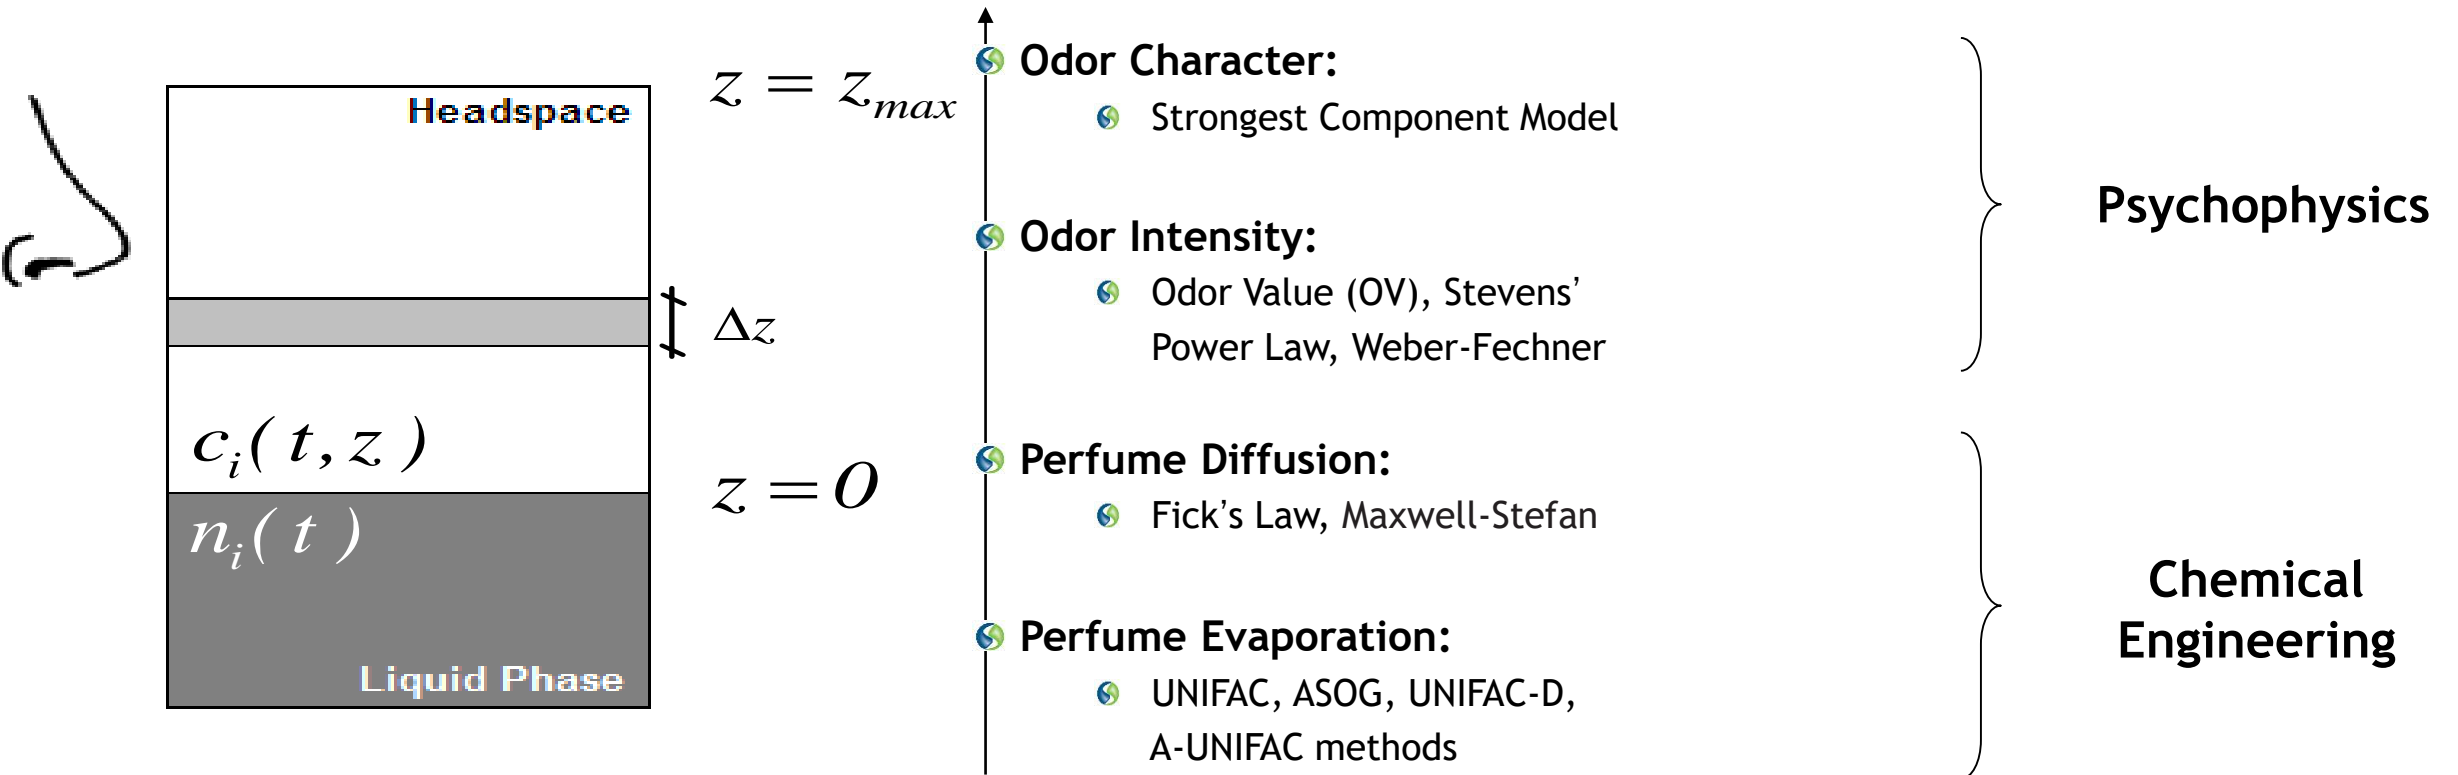 Headspace
z = z_max
Δz
c_i( t, z )
z = 0
n_i( t )
Liquid Phase
Odor Character:
Strongest Component Model
Odor Intensity:
Odor Value (OV), Stevens’
Power Law, Weber-Fechner
Perfume Diffusion:
Fick’s Law, Maxwell-Stefan
Perfume Evaporation:
UNIFAC, ASOG, UNIFAC-D,
A-UNIFAC methods
Psychophysics
Chemical
Engineering